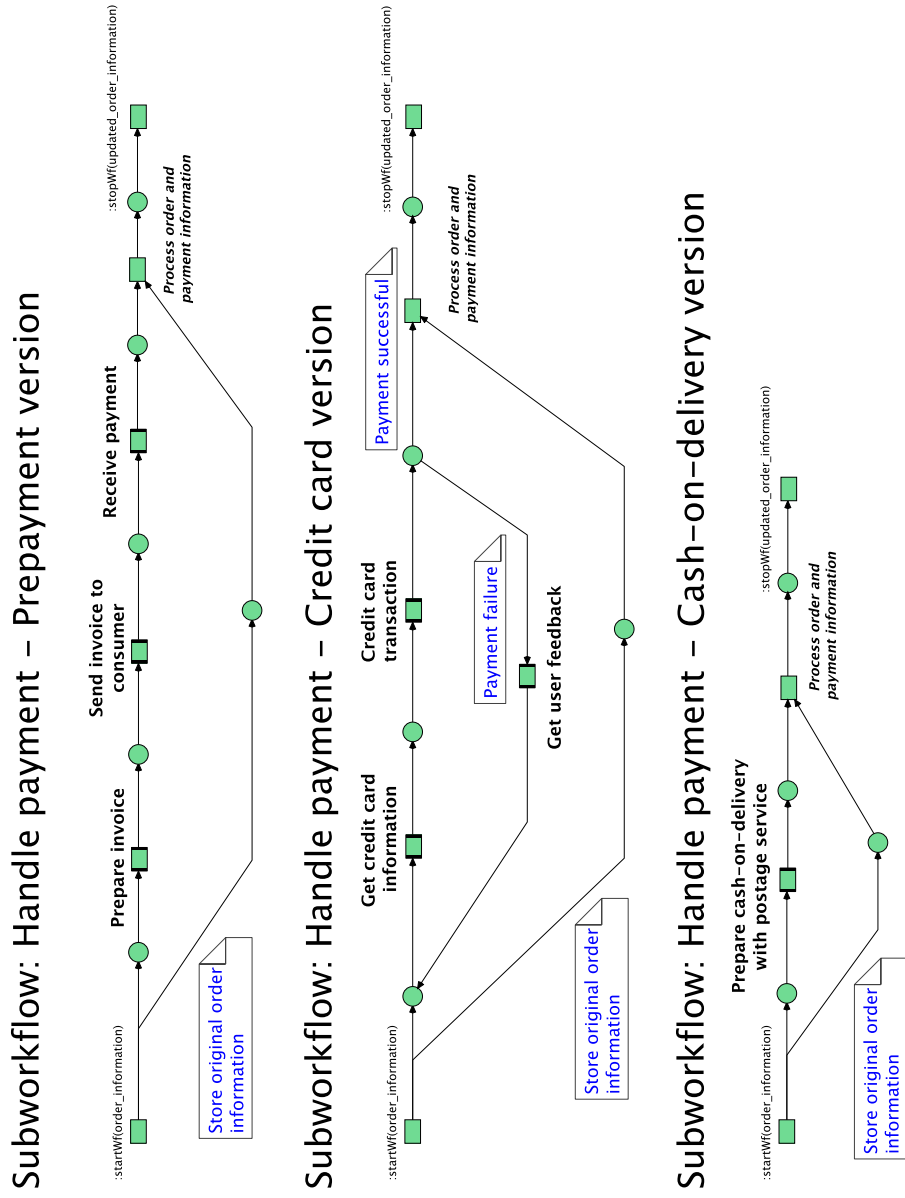 Subworkflow: Handle payment – Prepayment version
:startWf(order_information)
Prepare invoice
Send invoice to
consumer
Receive payment
Process order and
payment information
:stopWf(updated_order_information)
Store original order
information
Subworkflow: Handle payment – Credit card version
:startWf(order_information)
Get credit card
information
Credit card
transaction
Payment successful
Process order and
payment information
:stopWf(updated_order_information)
Payment failure
Get user feedback
Store original order
information
Subworkflow: Handle payment – Cash-on-delivery version
:startWf(order_information)
Prepare cash-on-delivery
with postage service
Process order and
payment information
:stopWf(updated_order_information)
Store original order
information